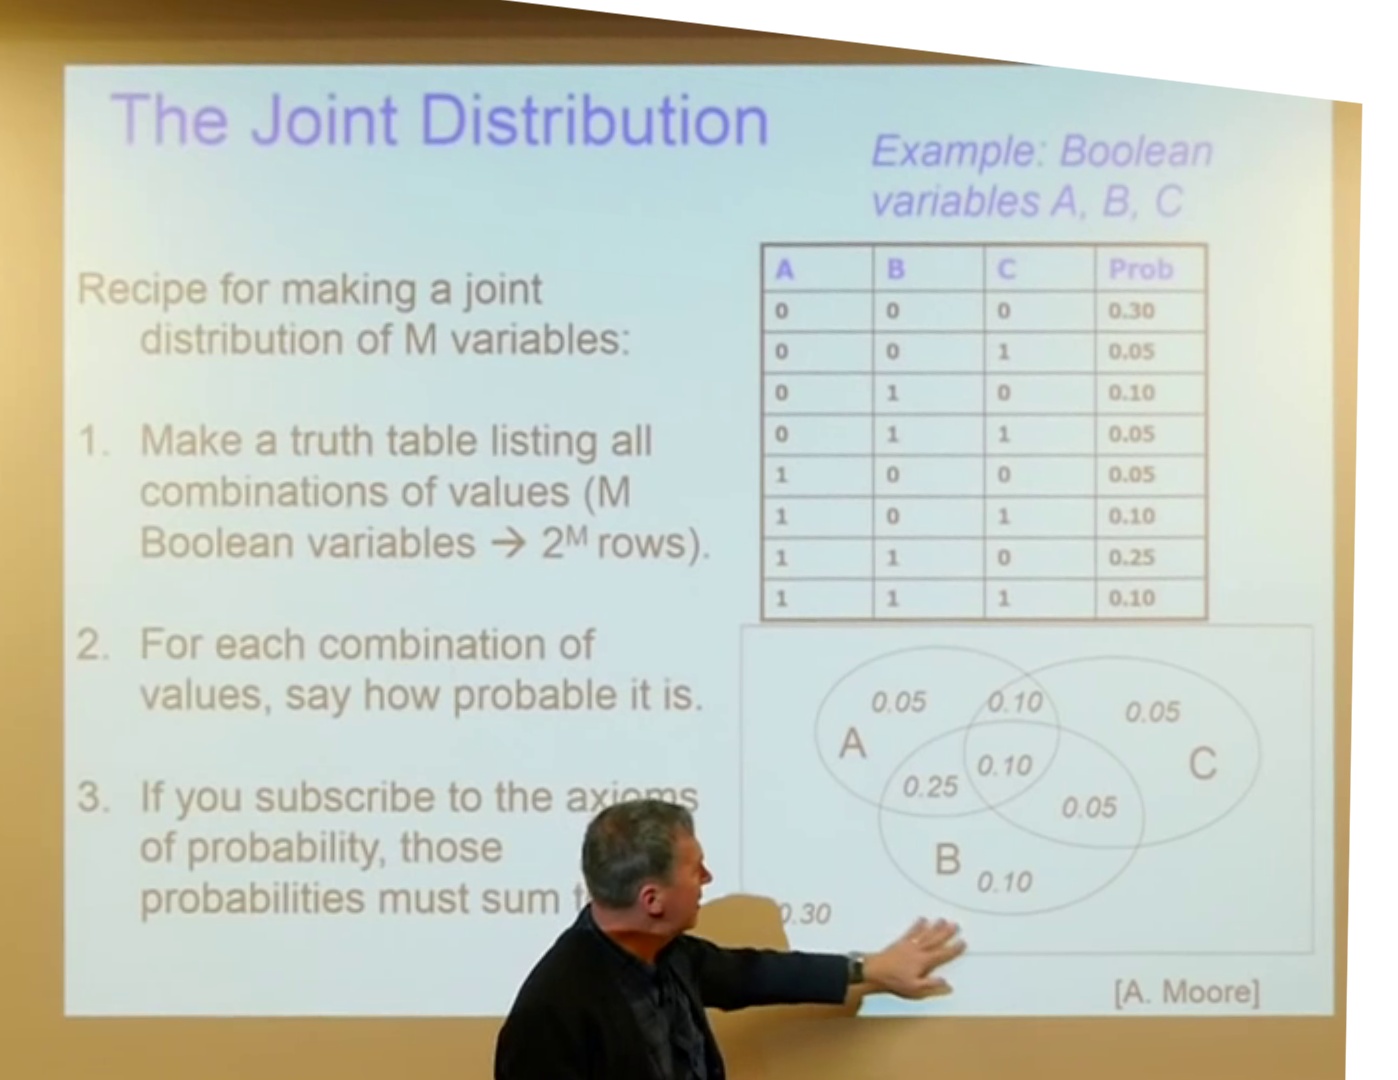 The Joint Distribution
Example: Boolean
variables A, B, C
Recipe for making a joint
distribution of M variables:
1. Make a truth table listing all
combinations of values (M
Boolean variables → 2ᴹ rows).
2. For each combination of
values, say how probable it is.
3. If you subscribe to the axioms
of probability, those
probabilities must sum
A B C Prob
0 0 0 0.30
0 0 1 0.05
0 1 0 0.10
0 1 1 0.05
1 0 0 0.05
1 0 1 0.10
1 1 0 0.25
1 1 1 0.10
0.05 0.10 0.05
A C
0.25 0.10
0.05
B 0.10
0.30
[A. Moore]